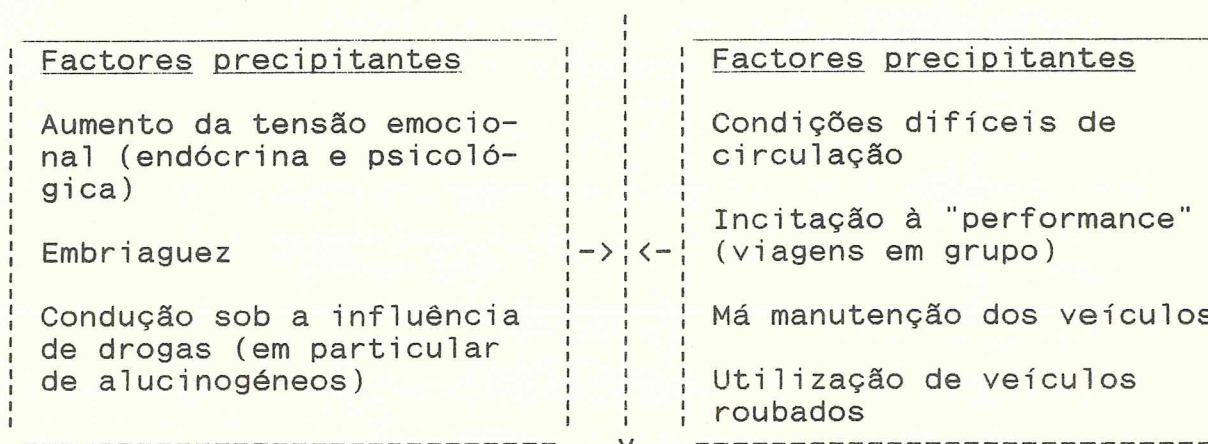 Factores precipitantes
Aumento da tensão emocio-
nal (endócrina e psicoló-
gica)
Embriaguez
Condução sob a influência
de drogas (em particular
de alucinogéneos)
-> <-
Factores precipitantes
Condições difíceis de
circulação
Incitação à "performance"
(viagens em grupo)
Má manutenção dos veículos
Utilização de veículos
roubados